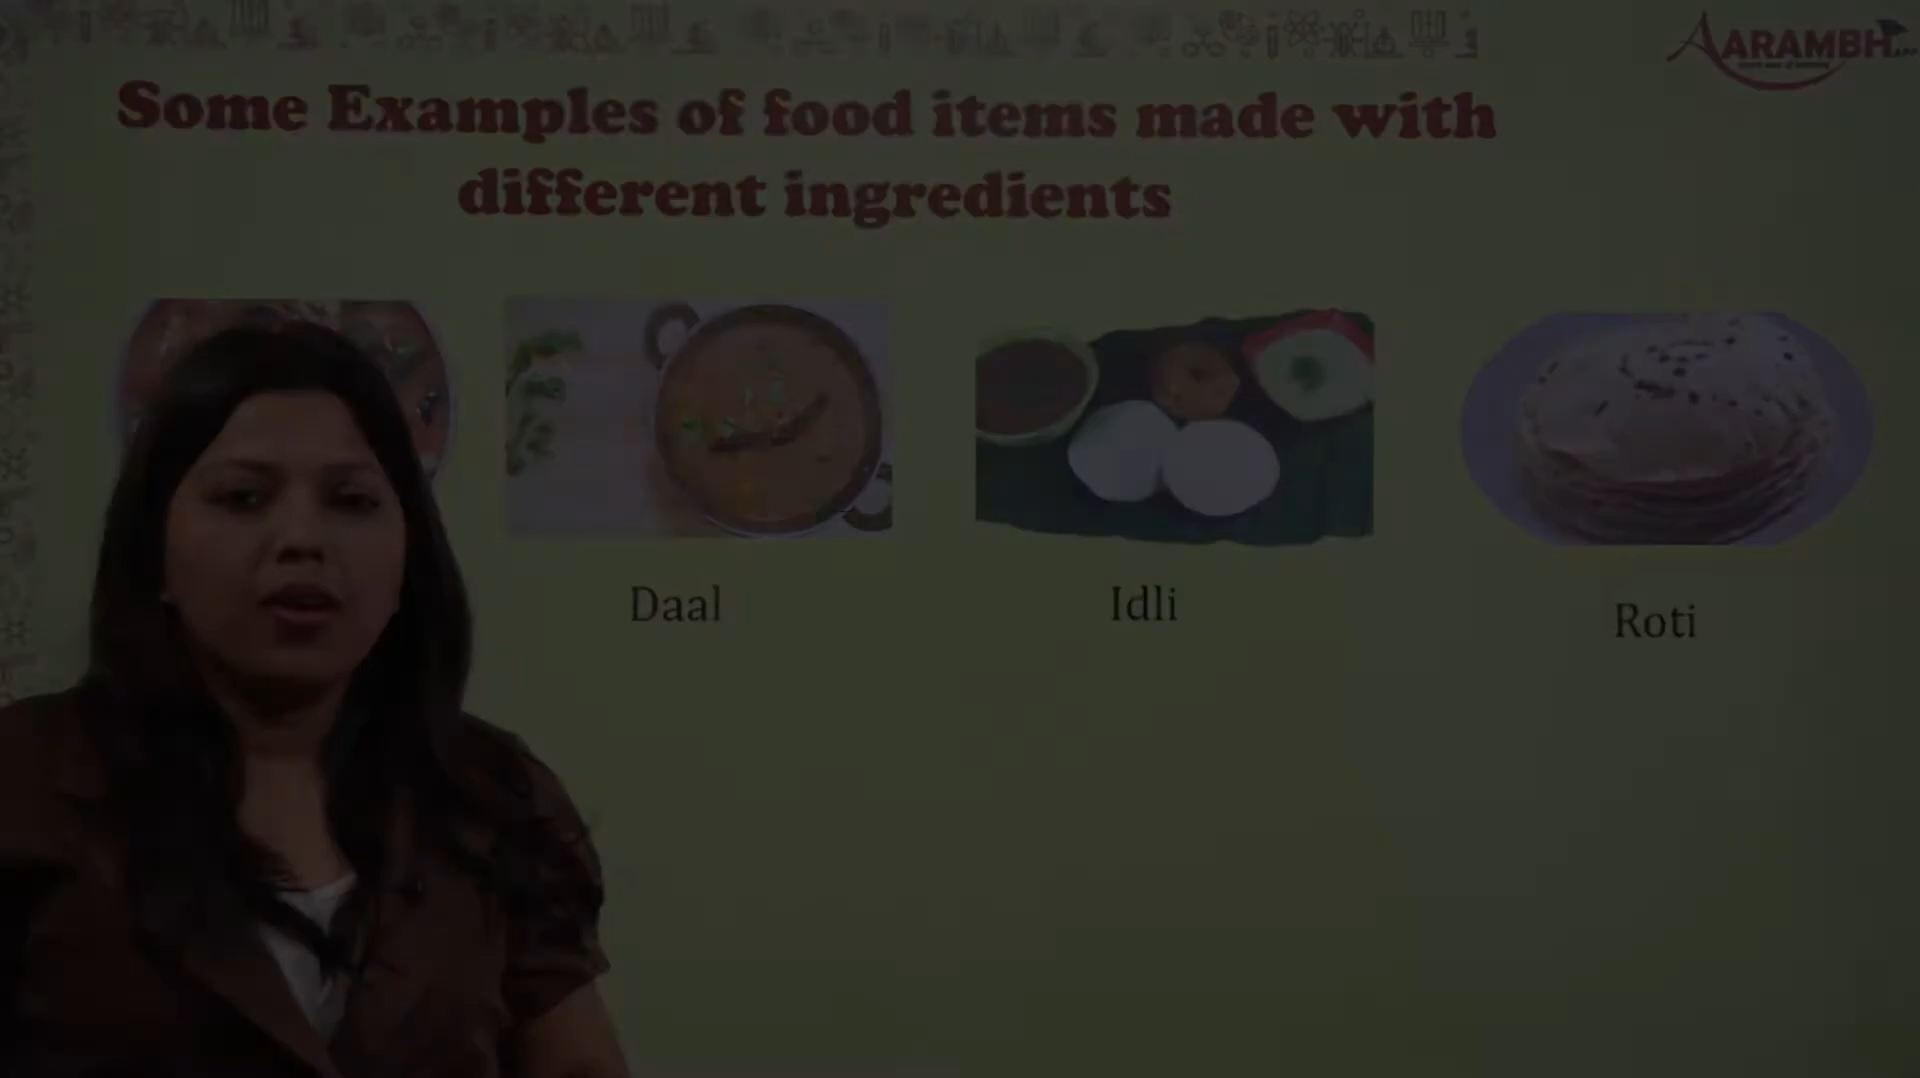 AARAMBH
Some Examples of food items made with
different ingredients
Daal
Idli
Roti